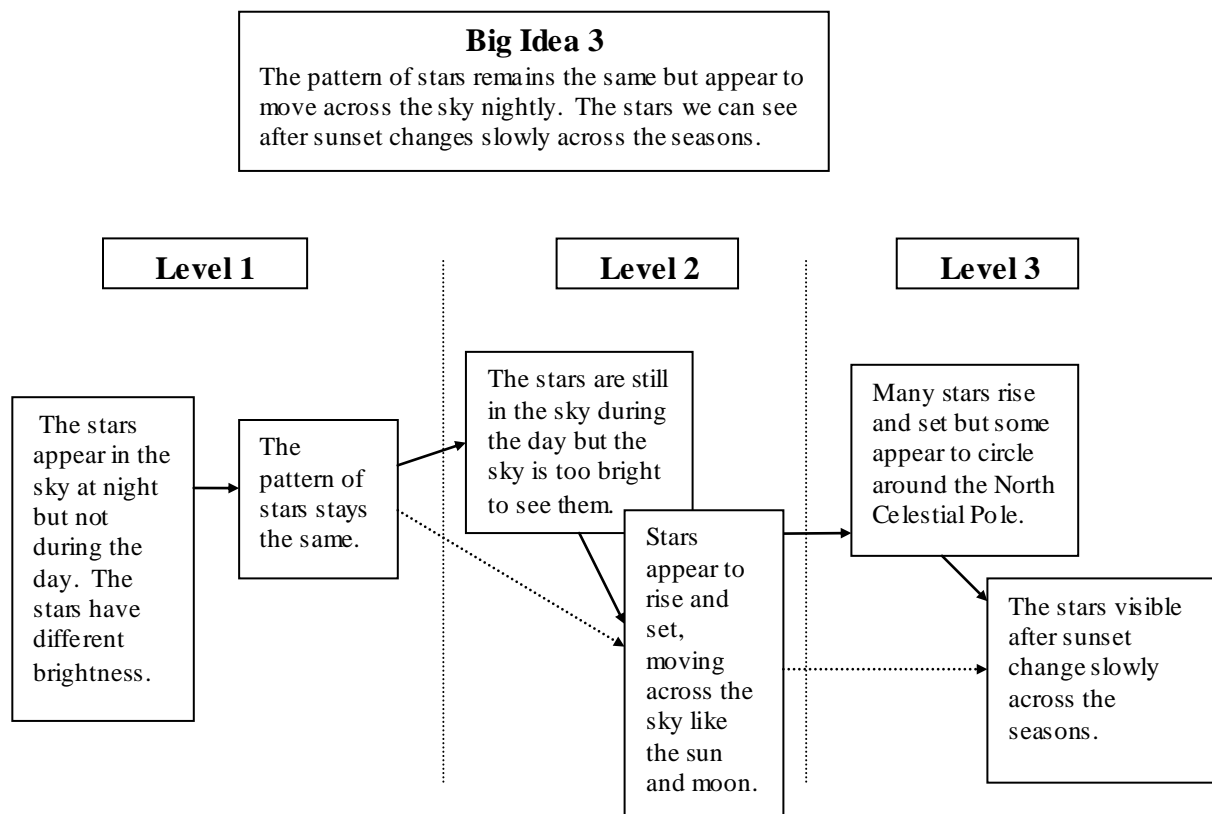 Big Idea 3
The pattern of stars remains the same but appear to
move across the sky nightly. The stars we can see
after sunset changes slowly across the seasons.
Level 1
Level 2
Level 3
The stars
appear in the
sky at night
but not
during the
day. The
stars have
different
brightness.
The
pattern of
stars stays
the same.
The stars are still
in the sky during
the day but the
sky is too bright
to see them.
Stars
appear to
rise and
set,
moving
across the
sky like
the sun
and moon.
Many stars rise
and set but some
appear to circle
around the North
Celestial Pole.
The stars visible
after sunset
change slowly
across the
seasons.